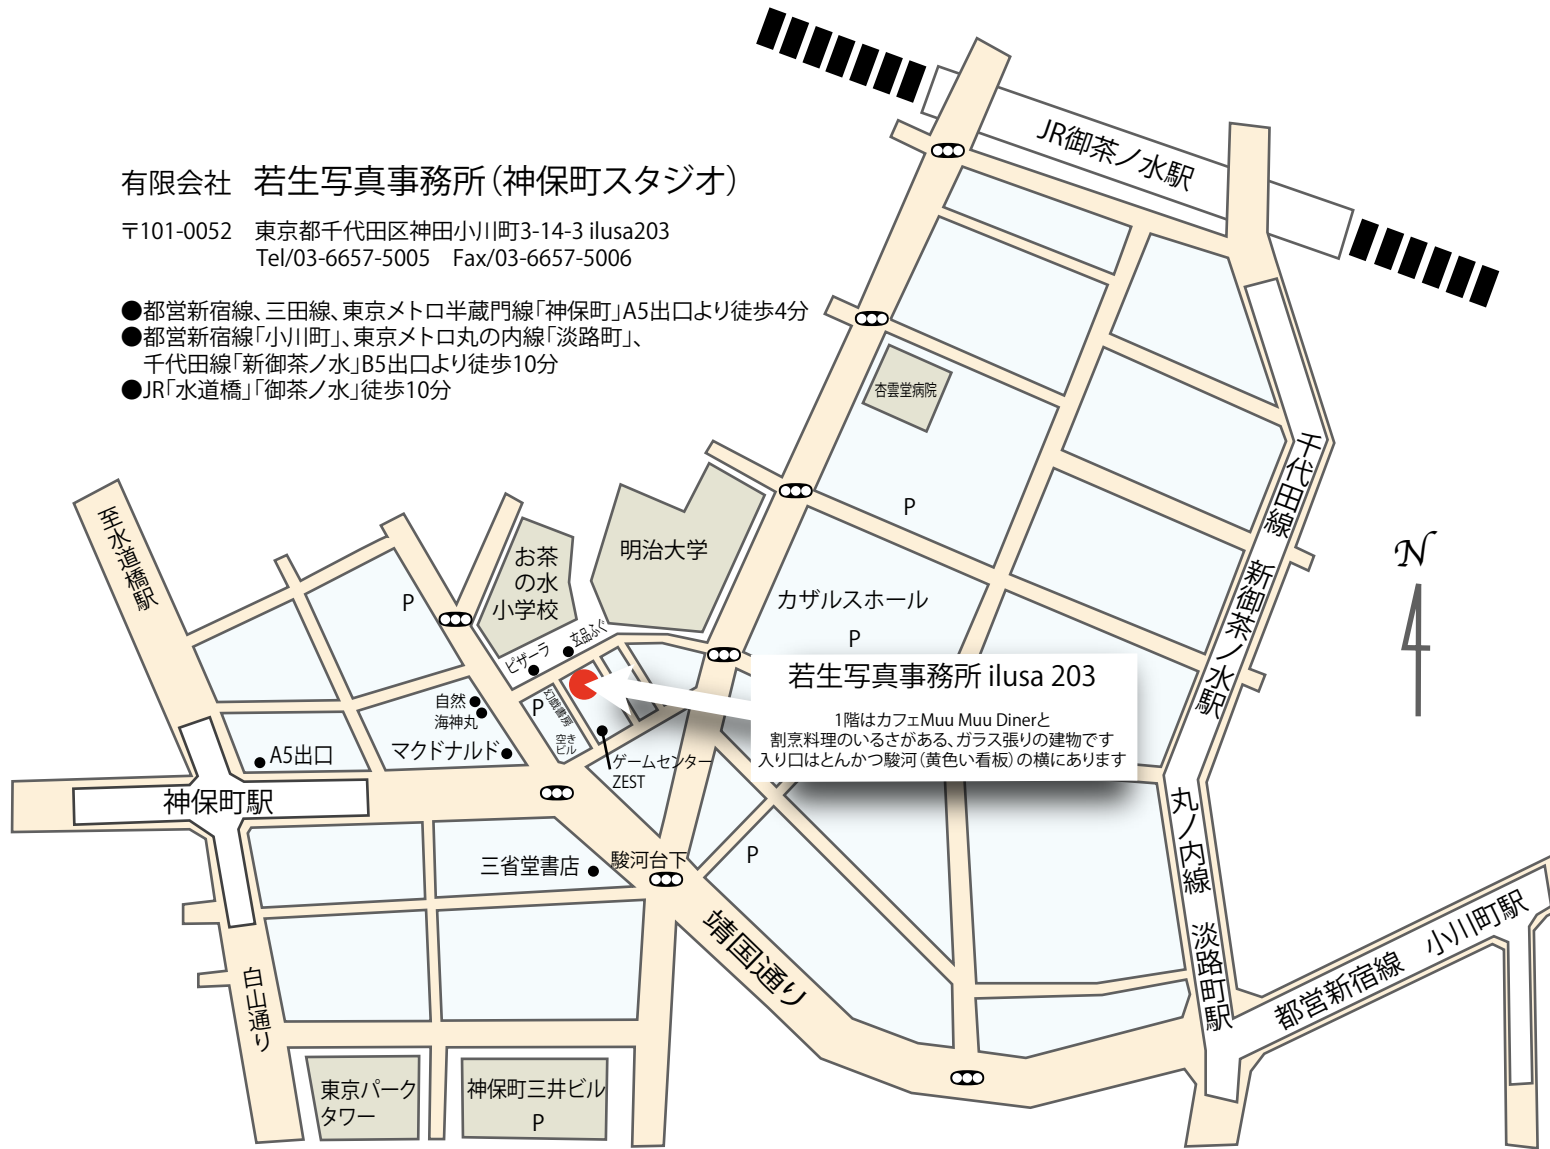 有限会社 若生写真事務所(神保町スタジオ)
〒101-0052 東京都千代田区神田小川町3-14-3 ilusa203
Tel/03-6657-5005 Fax/03-6657-5006
●都営新宿線、三田線、東京メトロ半蔵門線「神保町」A5出口より徒歩4分
●都営新宿線「小川町」、東京メトロ丸の内線「淡路町」、
千代田線「新御茶ノ水」B5出口より徒歩10分
●JR「水道橋」「御茶ノ水」徒歩10分
JR御茶ノ水駅
杏雲堂病院
P
千代田線 新御茶ノ水駅
N
至水道橋駅
P
お茶
の水
小学校
明治大学
カザルスホール
P
ピザーラ
玄品ふぐ
若生写真事務所 ilusa 203
1階はカフェMuu Muu Dinerと
割烹料理のいるさがある、ガラス張りの建物です
入り口はとんかつ駿河(黄色い看板)の横にあります
自然
海神丸
マクドナルド
P
幻戯書房
空き
ビル
ゲームセンター
ZEST
A5出口
神保町駅
三省堂書店
駿河台下
P
丸ノ内線 淡路町駅
靖国通り
都営新宿線 小川町駅
白山通り
東京パーク
タワー
神保町三井ビル
P